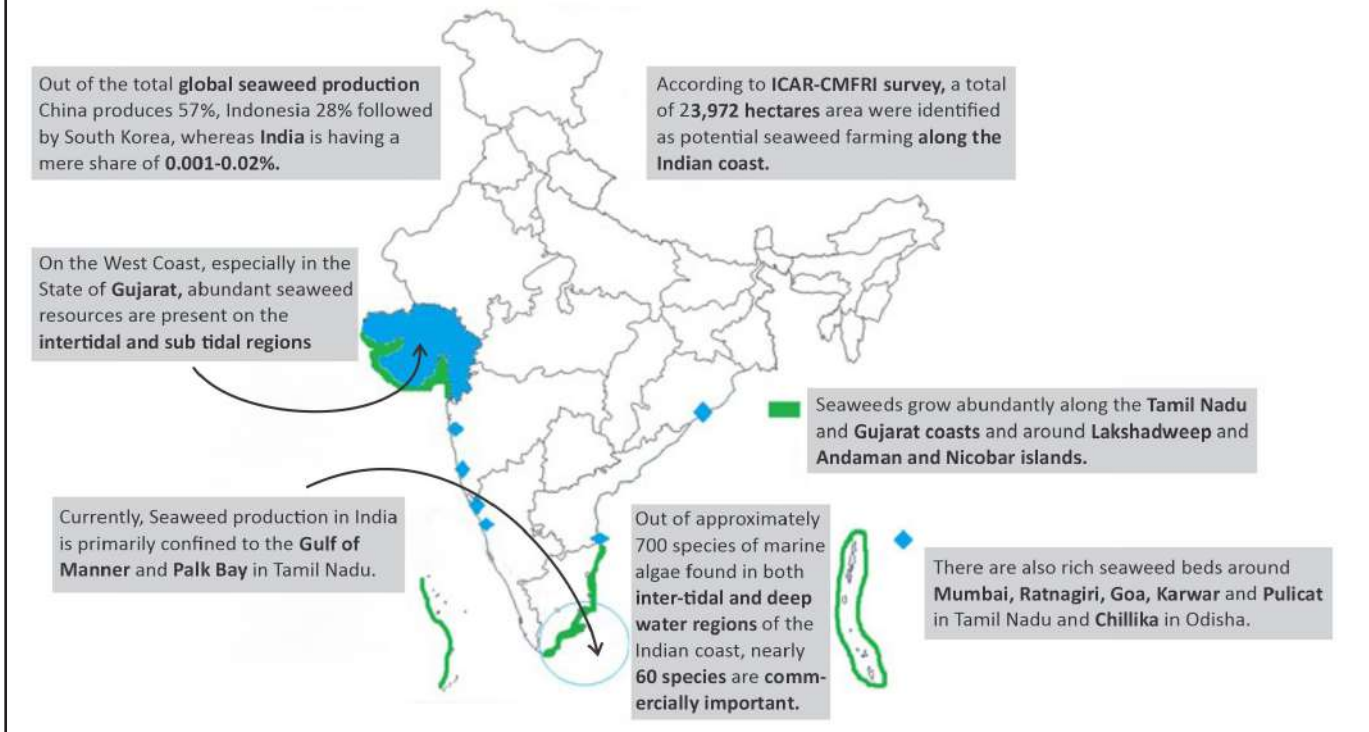 Out of the total global seaweed production
China produces 57%, Indonesia 28% followed
by South Korea, whereas India is having a
mere share of 0.001-0.02%.
According to ICAR-CMFRI survey, a total
of 23,972 hectares area were identified
as potential seaweed farming along the
Indian coast.
On the West Coast, especially in the
State of Gujarat, abundant seaweed
resources are present on the
intertidal and sub tidal regions
Seaweeds grow abundantly along the Tamil Nadu
and Gujarat coasts and around Lakshadweep and
Andaman and Nicobar islands.
Currently, Seaweed production in India
is primarily confined to the Gulf of
Manner and Palk Bay in Tamil Nadu.
Out of approximately
700 species of marine
algae found in both
inter-tidal and deep
water regions of the
Indian coast, nearly
60 species are comm-
ercially important.
There are also rich seaweed beds around
Mumbai, Ratnagiri, Goa, Karwar and Pulicat
in Tamil Nadu and Chillika in Odisha.